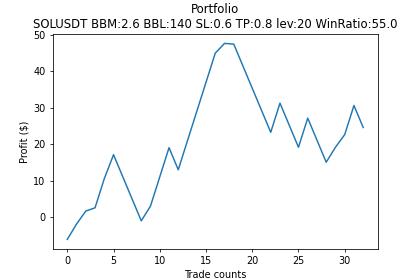 Portfolio
SOLUSDT BBM:2.6 BBL:140 SL:0.6 TP:0.8 lev:20 WinRatio:55.0
50
40
30
20
10
0
Profit ($)
0 5 10 15 20 25 30
Trade counts